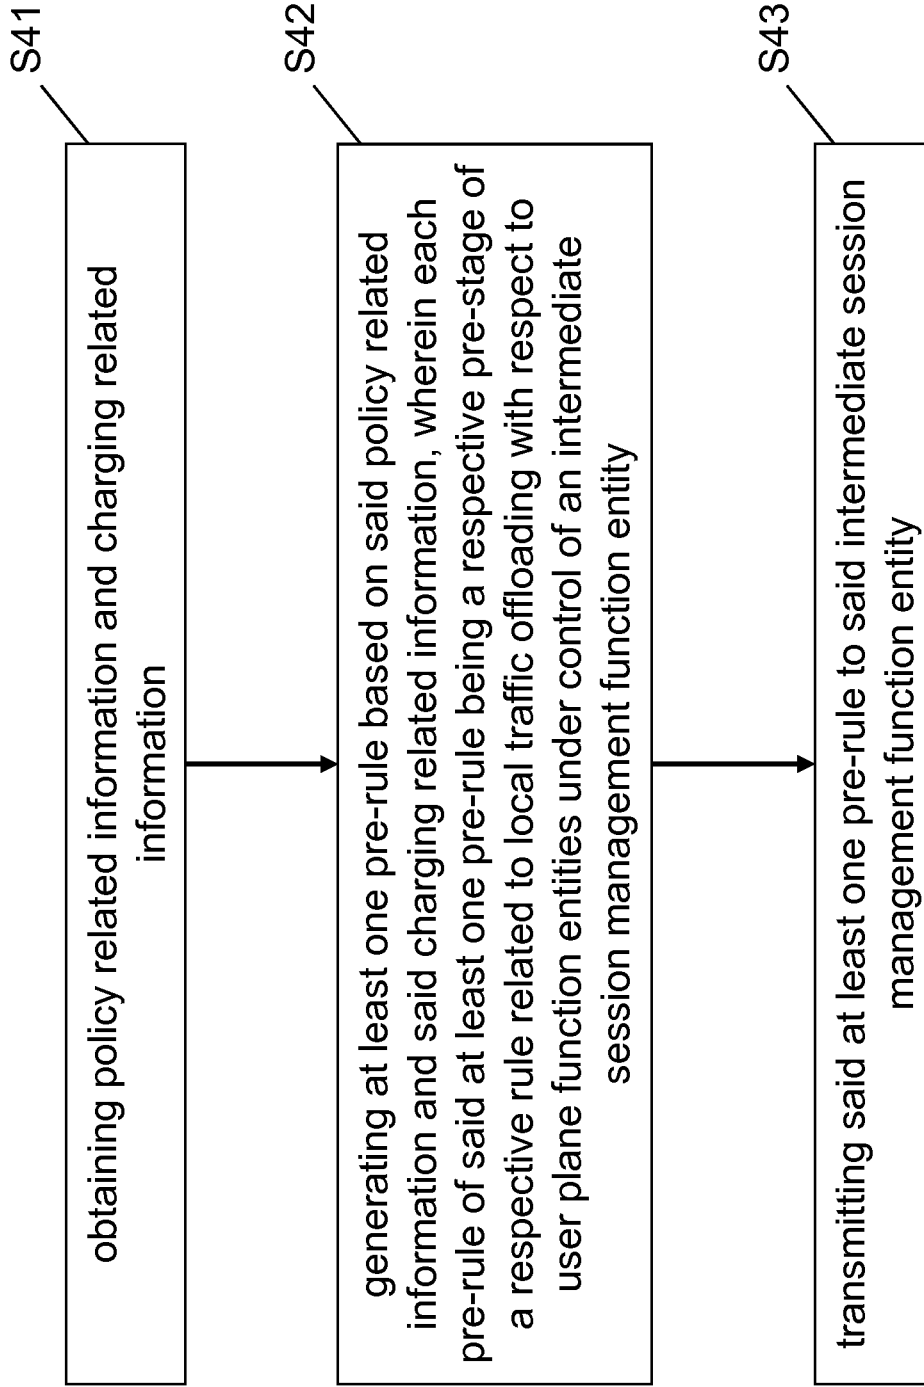 S41
obtaining policy related information and charging related
information
S42
generating at least one pre-rule based on said policy related
information and said charging related information, wherein each
pre-rule of said at least one pre-rule being a respective pre-stage of
a respective rule related to local traffic offloading with respect to
user plane function entities under control of an intermediate
session management function entity
S43
transmitting said at least one pre-rule to said intermediate session
management function entity